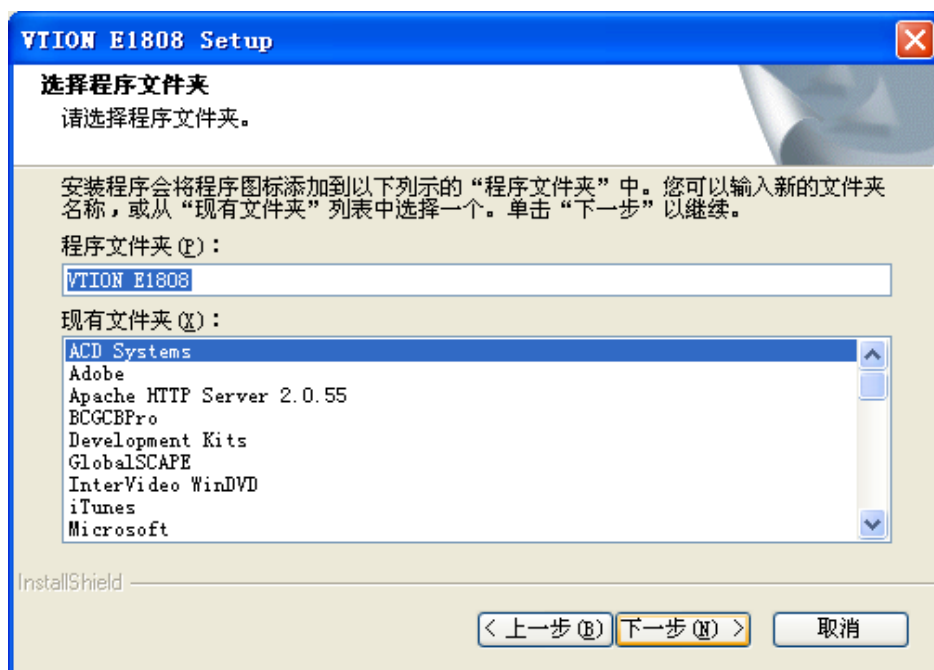 VTION E1808 Setup
选择程序文件夹
请选择程序文件夹。
安装程序会将程序图标添加到以下列示的“程序文件夹”中。您可以输入新的文件夹
名称，或从“现有文件夹”列表中选择一个。单击“下一步”以继续。
程序文件夹(P)：
VTION E1808
现有文件夹(X)：
ACD Systems
Adobe
Apache HTTP Server 2.0.55
BCGCBPro
Development Kits
GlobalSCAPE
InterVideo WinDVD
iTunes
Microsoft
InstallShield
< 上一步(B) 下一步(N) > 取消